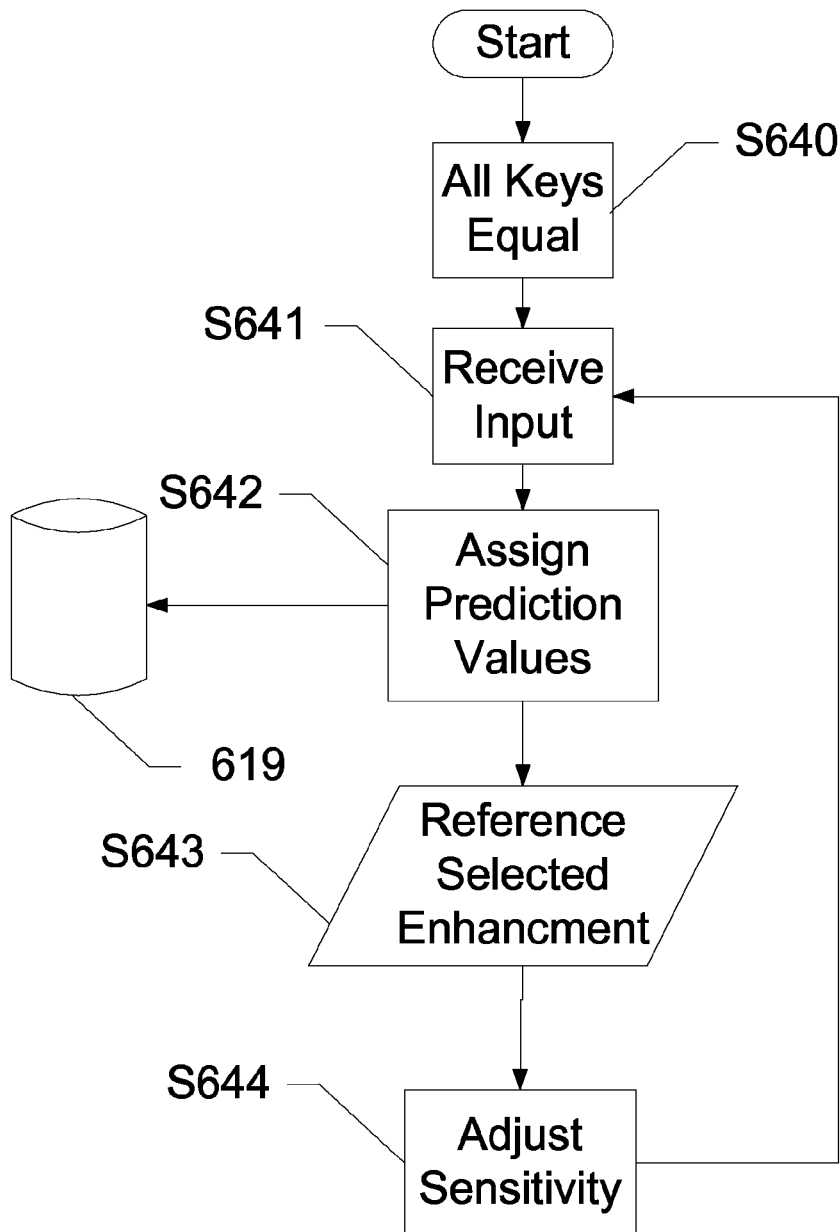 Start
S640
All Keys
Equal
S641
Receive
Input
S642
Assign
Prediction
Values
619
S643
Reference
Selected
Enhancment
S644
Adjust
Sensitivity